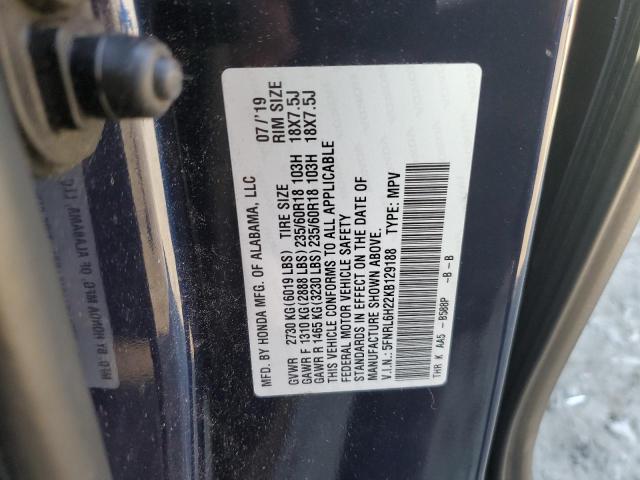 MFD. BY HONDA MFG. OF ALABAMA, LLC 07/'19
TIRE SIZE RIM SIZE
GVWR 2730 KG (6019 LBS)
GAWR F 1310 KG (2888 LBS) 235/60R18 103H 18X7.5J
GAWR R 1465 KG (3230 LBS) 235/60R18 103H 18X7.5J
THIS VEHICLE CONFORMS TO ALL APPLICABLE
FEDERAL MOTOR VEHICLE SAFETY
STANDARDS IN EFFECT ON THE DATE OF
MANUFACTURE SHOWN ABOVE.
V.I.N.: 5FNRL6H22KB129188 TYPE: MPV
THR K AA5 - B588P -B -B